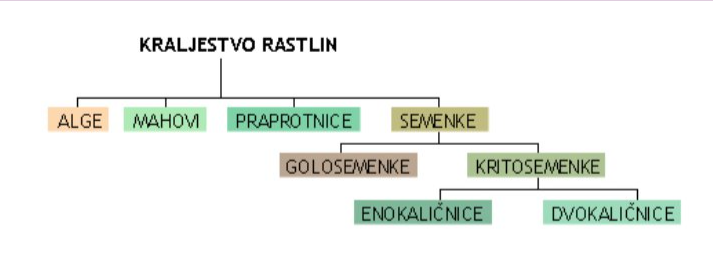 KRALJESTVO RASTLIN
ALGE MAHOVI PRAPROTNICE SEMENKE
GOLOSEMENKE KRITOSEMENKE
ENOKALIČNICE DVOKALIČNICE